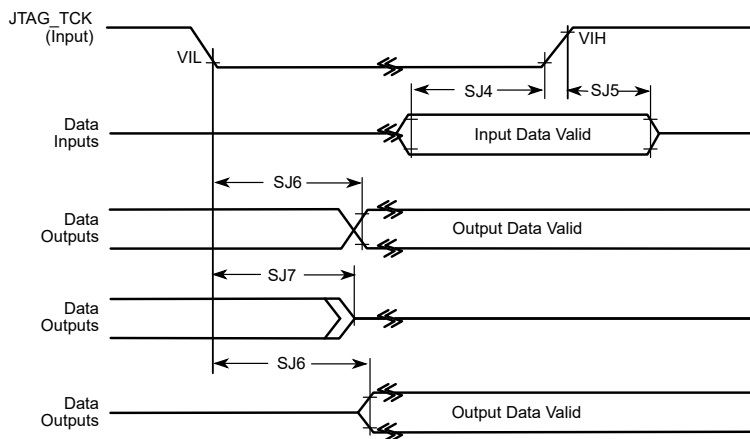 JTAG_TCK
(Input)
VIL
VIH
SJ4
SJ5
Data
Inputs
Input Data Valid
SJ6
Data
Outputs
Output Data Valid
SJ7
Data
Outputs
SJ6
Data
Outputs
Output Data Valid